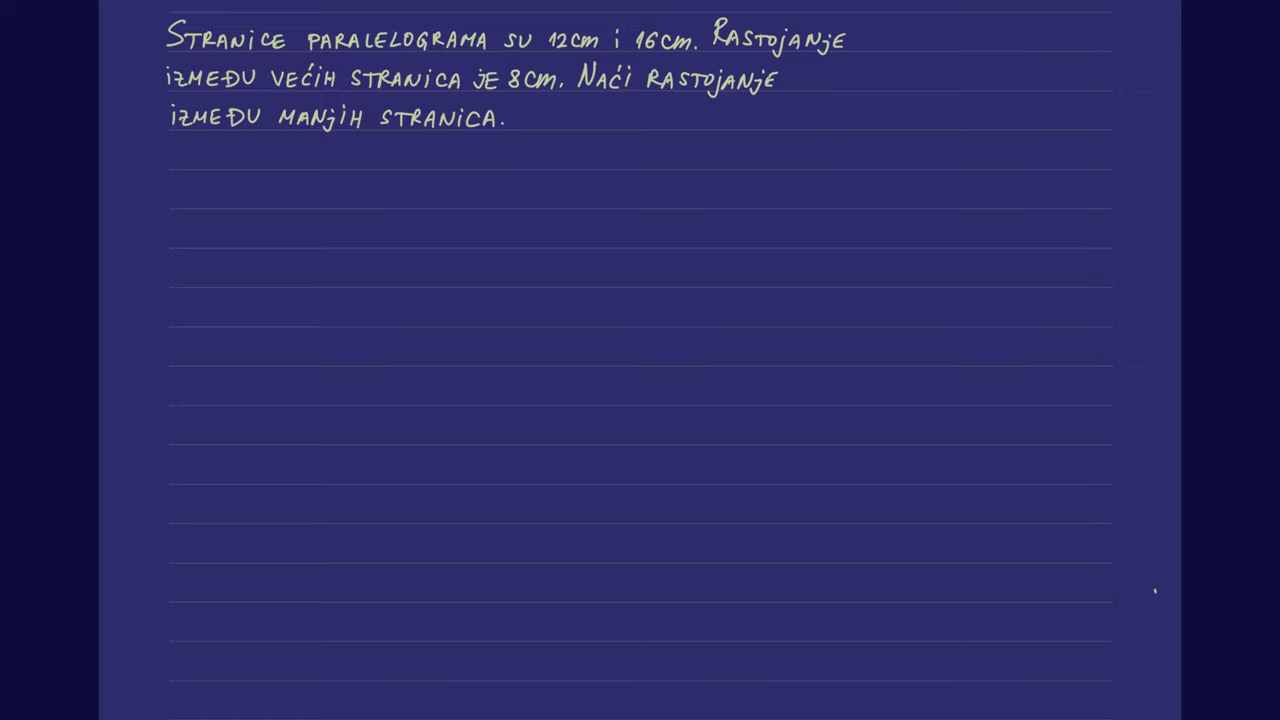 STRANICE PARALELOGRAMA SU 12cm i 16cm. RASTOJANJE
IZMEĐU VEĆIH STRANICA JE 8cm. NAĆI RASTOJANJE
IZMEĐU MANJIH STRANICA.